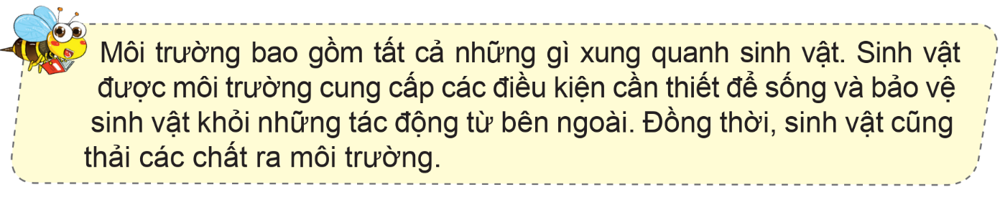 Môi trường bao gồm tất cả những gì xung quanh sinh vật. Sinh vật
được môi trường cung cấp các điều kiện cần thiết để sống và bảo vệ
sinh vật khỏi những tác động từ bên ngoài. Đồng thời, sinh vật cũng
thải các chất ra môi trường.